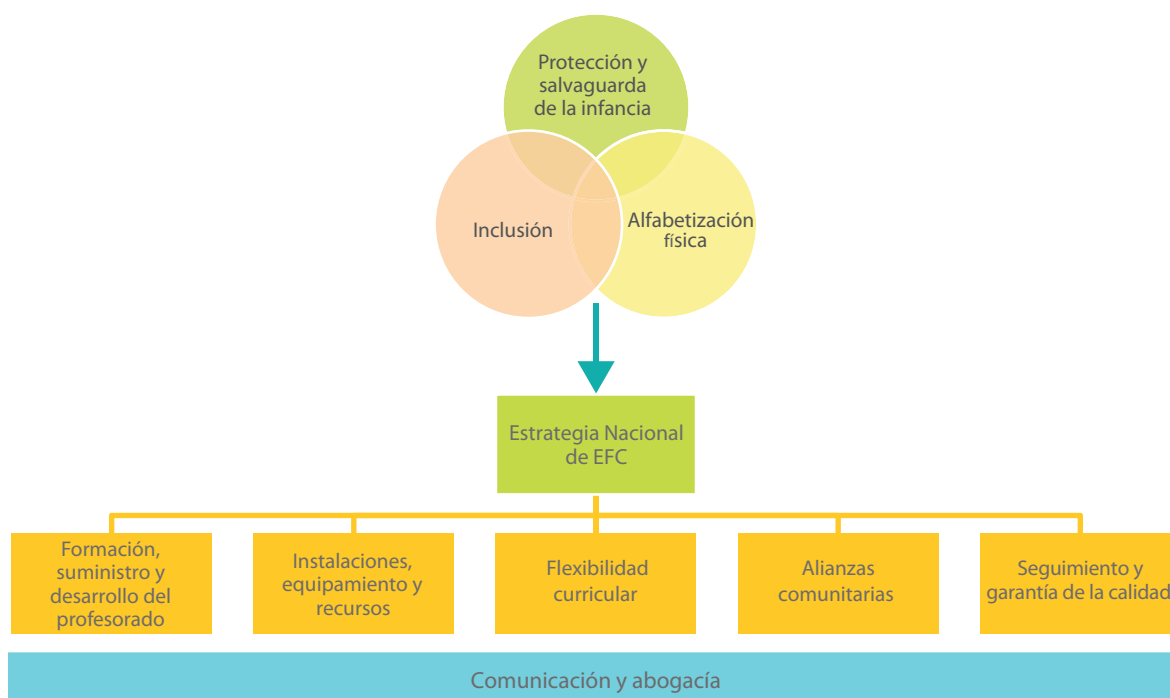 Protección y
salvaguarda
de la infancia
Inclusión
Alfabetización
física
Estrategia Nacional
de EFC
Formación,
suministro y
desarrollo del
profesorado
Instalaciones,
equipamiento y
recursos
Flexibilidad
curricular
Alianzas
comunitarias
Seguimiento y
garantía de la calidad
Comunicación y abogacía